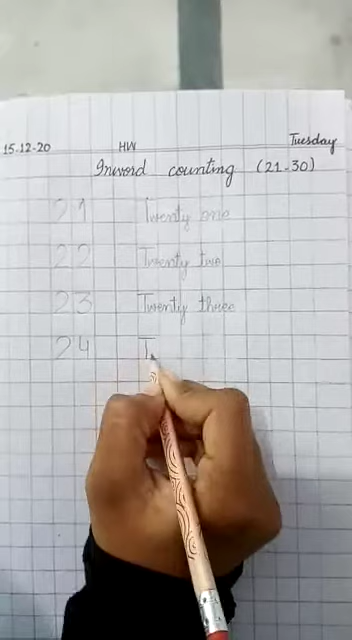 15.12-20 HW Tuesday
Inword counting (21-30)
21 Twenty one
22 Twenty two
23 Twenty three
24 T